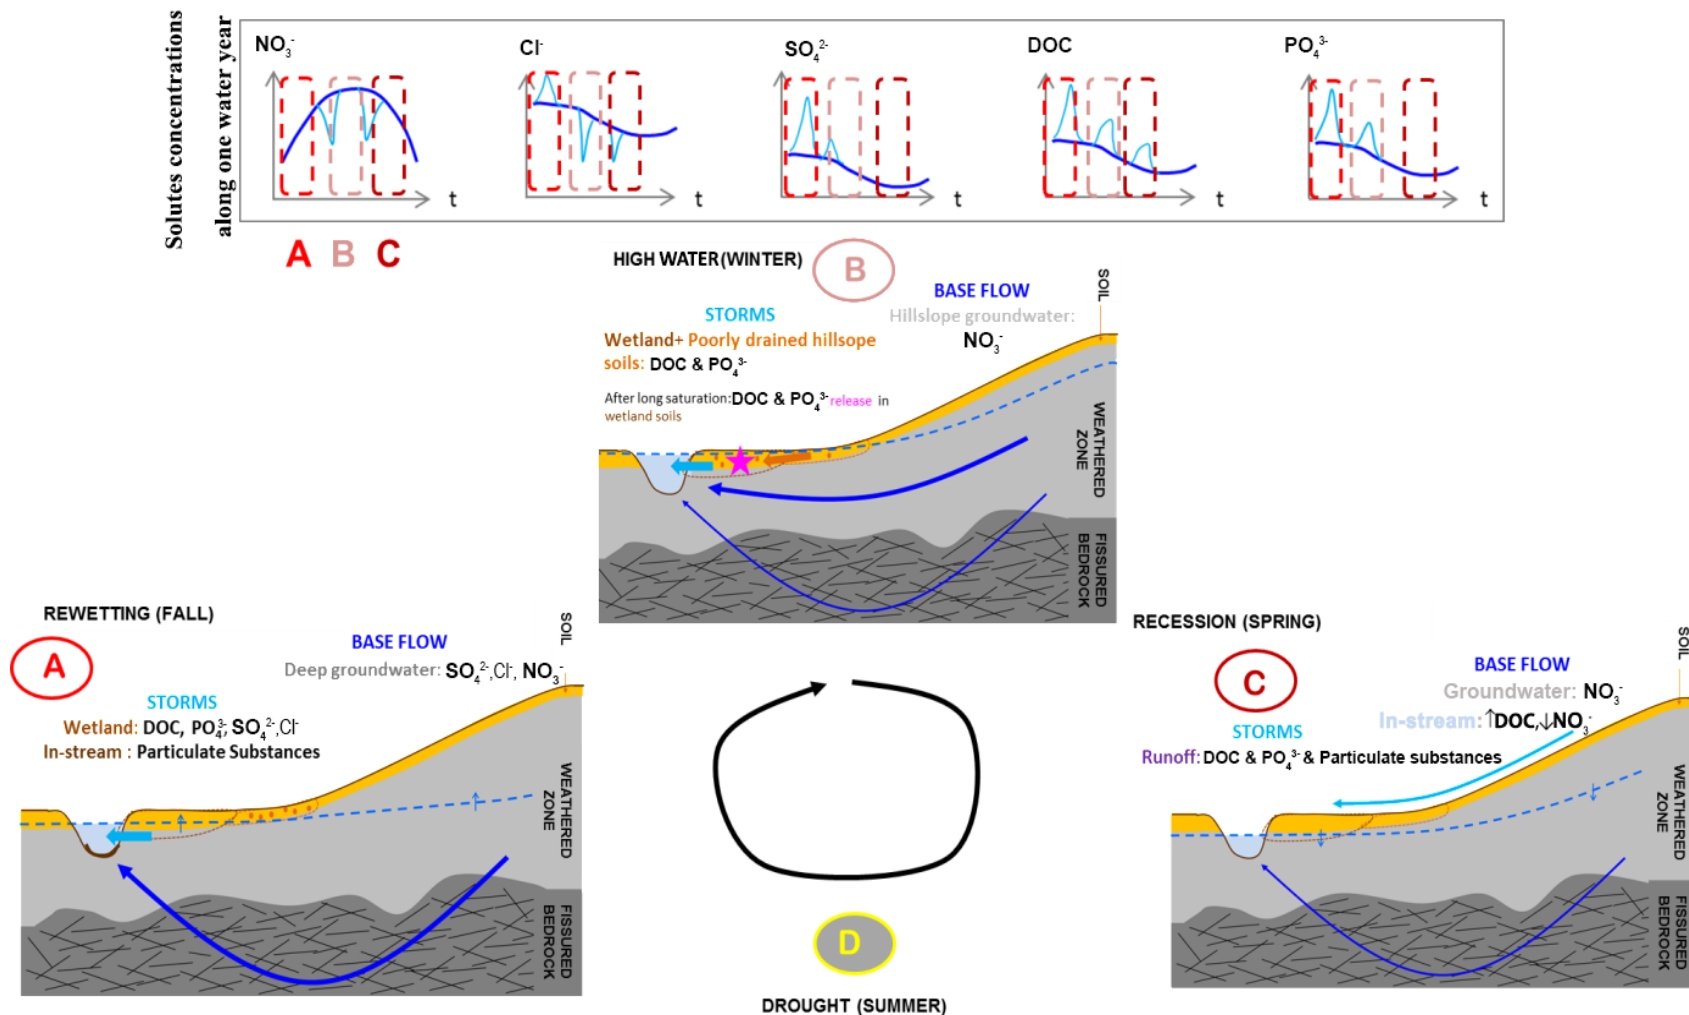 Solutes concentrations
along one water year
NO₃⁻
Cl⁻
SO₄²⁻
DOC
PO₄³⁻
t
t
t
t
t
A B C
HIGH WATER (WINTER)
B
BASE FLOW
Hillslope groundwater:
NO₃⁻
STORMS
Wetland+ Poorly drained hillsope
soils: DOC & PO₄³⁻
After long saturation: DOC & PO₄³⁻ release in
wetland soils
SOIL
WEATHERED
ZONE
FISSURED
BEDROCK
REWETTING (FALL)
A
BASE FLOW
Deep groundwater: SO₄²⁻, Cl⁻, NO₃⁻
STORMS
Wetland: DOC, PO₄³⁻, SO₄²⁻, Cl⁻
In-stream : Particulate Substances
SOIL
WEATHERED
ZONE
FISSURED
BEDROCK
RECESSION (SPRING)
C
BASE FLOW
Groundwater: NO₃⁻
In-stream: ↑DOC,↓NO₃⁻
STORMS
Runoff: DOC & PO₄³⁻ & Particulate substances
SOIL
WEATHERED
ZONE
FISSURED
BEDROCK
D
DROUGHT (SUMMER)